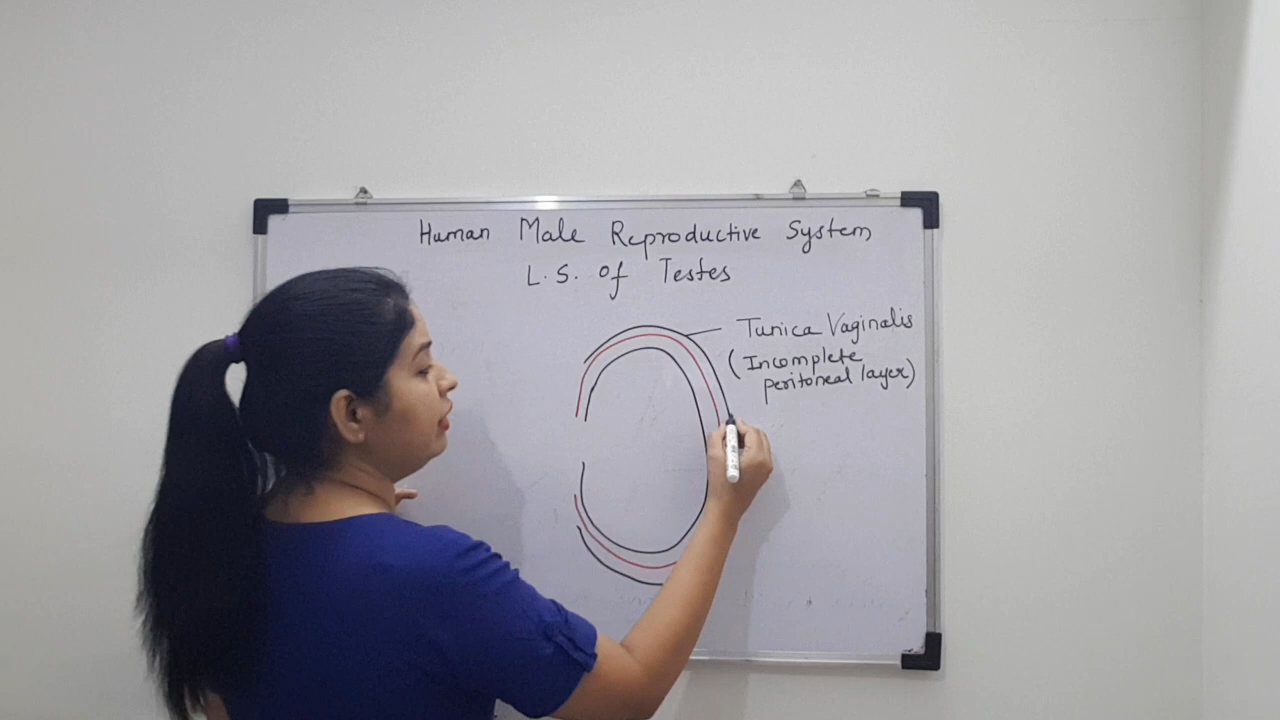 Human Male Reproductive System
L.S. of Testes
Tunica Vaginalis
(Incomplete
peritoneal layer)